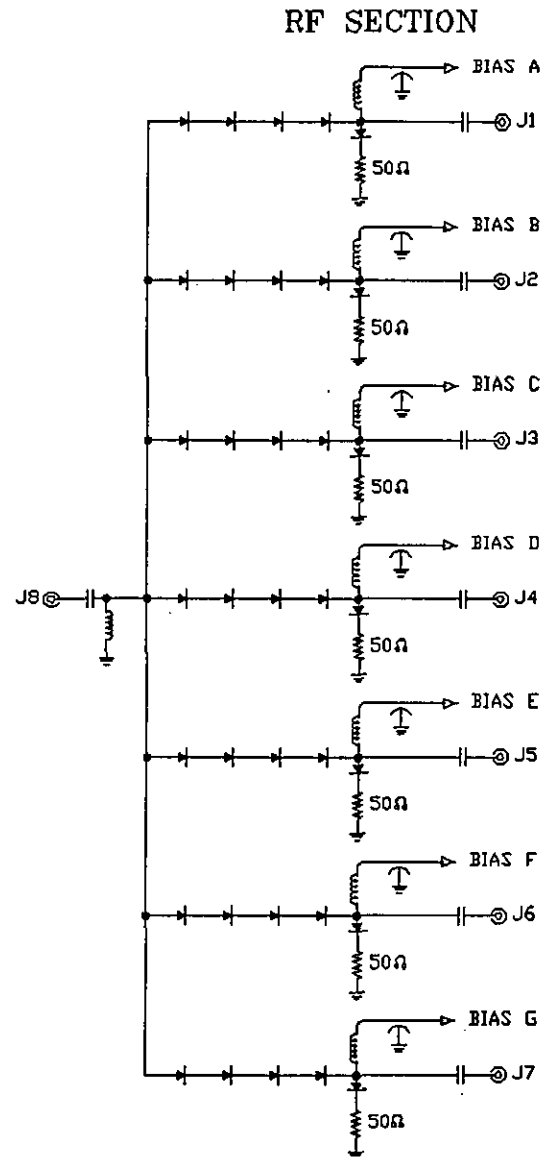 RF SECTION
BIAS A
J1
50Ω
BIAS B
J2
50Ω
BIAS C
J3
50Ω
BIAS D
J8
J4
50Ω
BIAS E
J5
50Ω
BIAS F
J6
50Ω
BIAS G
J7
50Ω